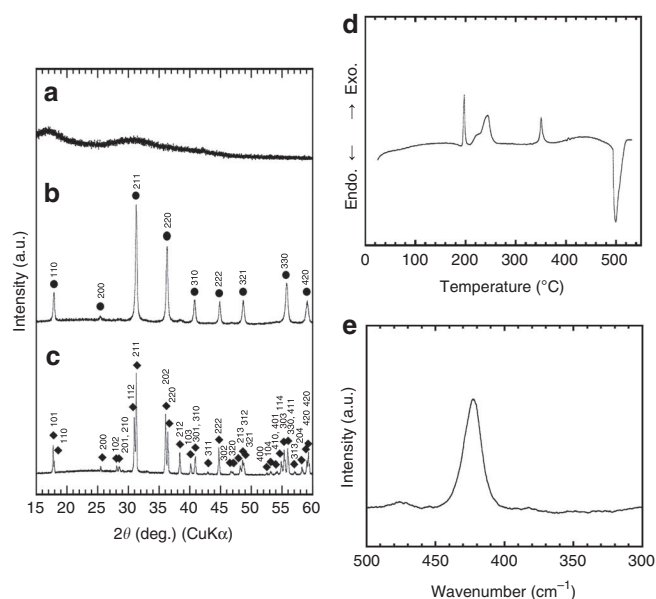 a
b
c
Intensity (a.u.)
110
200
211
220
310
222
321
330
420
101
110
200
102
201, 210
112
211
202
220
212
103
301, 310
311
222
302
320
213
312
321
400
104
410, 401
303
114
330, 411
313
204
420
420
15 20 25 30 35 40 45 50 55 60
2θ (deg.) (CuKα)
d
Endo. ← → Exo.
0 100 200 300 400 500
Temperature (°C)
e
Intensity (a.u.)
500 450 400 350 300
Wavenumber (cm⁻¹)